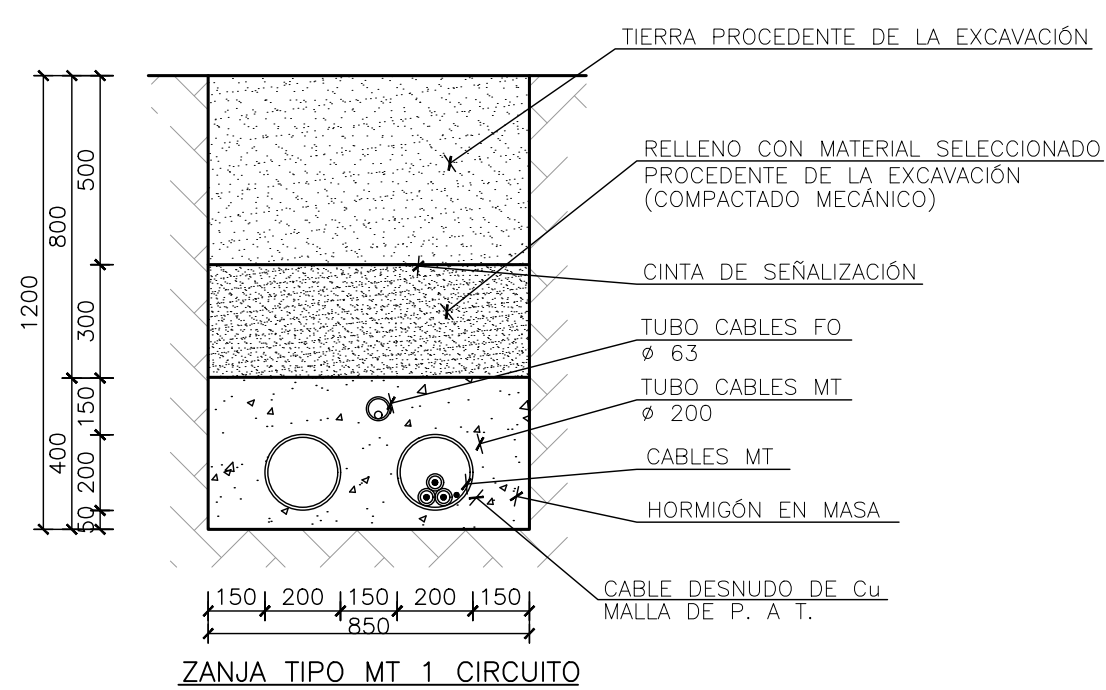 TIERRA PROCEDENTE DE LA EXCAVACIÓN
RELLENO CON MATERIAL SELECCIONADO
PROCEDENTE DE LA EXCAVACIÓN
(COMPACTADO MECÁNICO)
CINTA DE SEÑALIZACIÓN
TUBO CABLES FO
ø 63
TUBO CABLES MT
ø 200
CABLES MT
HORMIGÓN EN MASA
CABLE DESNUDO DE Cu
MALLA DE P. A T.
1200
800
400
500
300
150
200
50
150 200 150 200 150
850
ZANJA TIPO MT 1 CIRCUITO